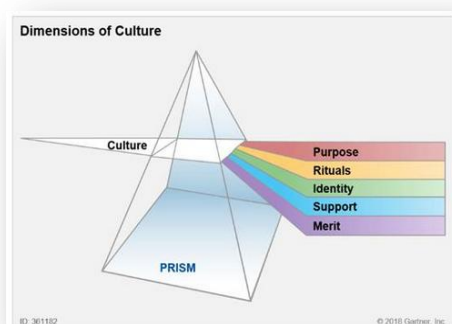 Dimensions of Culture
Culture
Purpose
Rituals
Identity
Support
Merit
PRISM
ID: 361182
© 2018 Gartner, Inc.